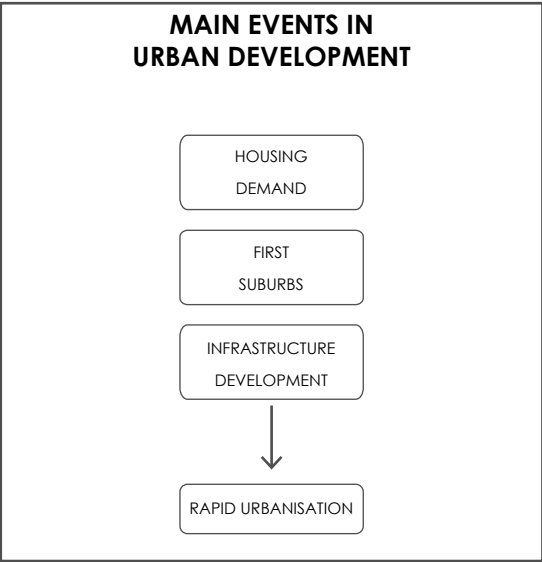 MAIN EVENTS IN
URBAN DEVELOPMENT
HOUSING
DEMAND
FIRST
SUBURBS
INFRASTRUCTURE
DEVELOPMENT
RAPID URBANISATION